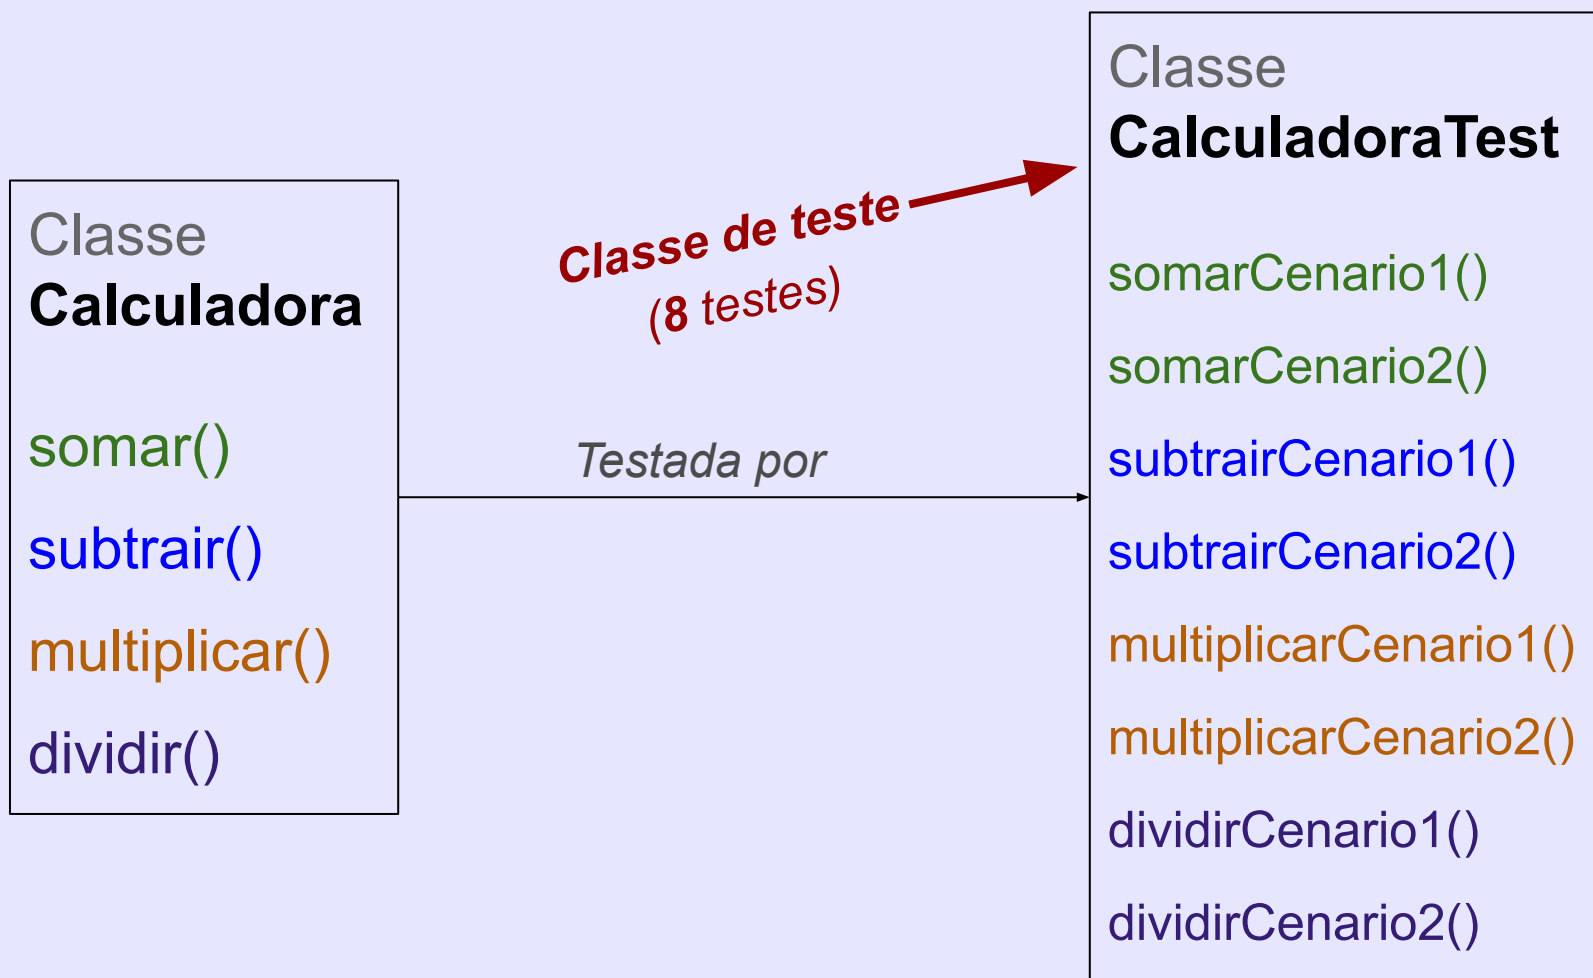 Classe
Calculadora
somar()
subtrair()
multiplicar()
dividir()
Classe de teste
(8 testes)
Testada por
Classe
CalculadoraTest
somarCenario1()
somarCenario2()
subtrairCenario1()
subtrairCenario2()
multiplicarCenario1()
multiplicarCenario2()
dividirCenario1()
dividirCenario2()